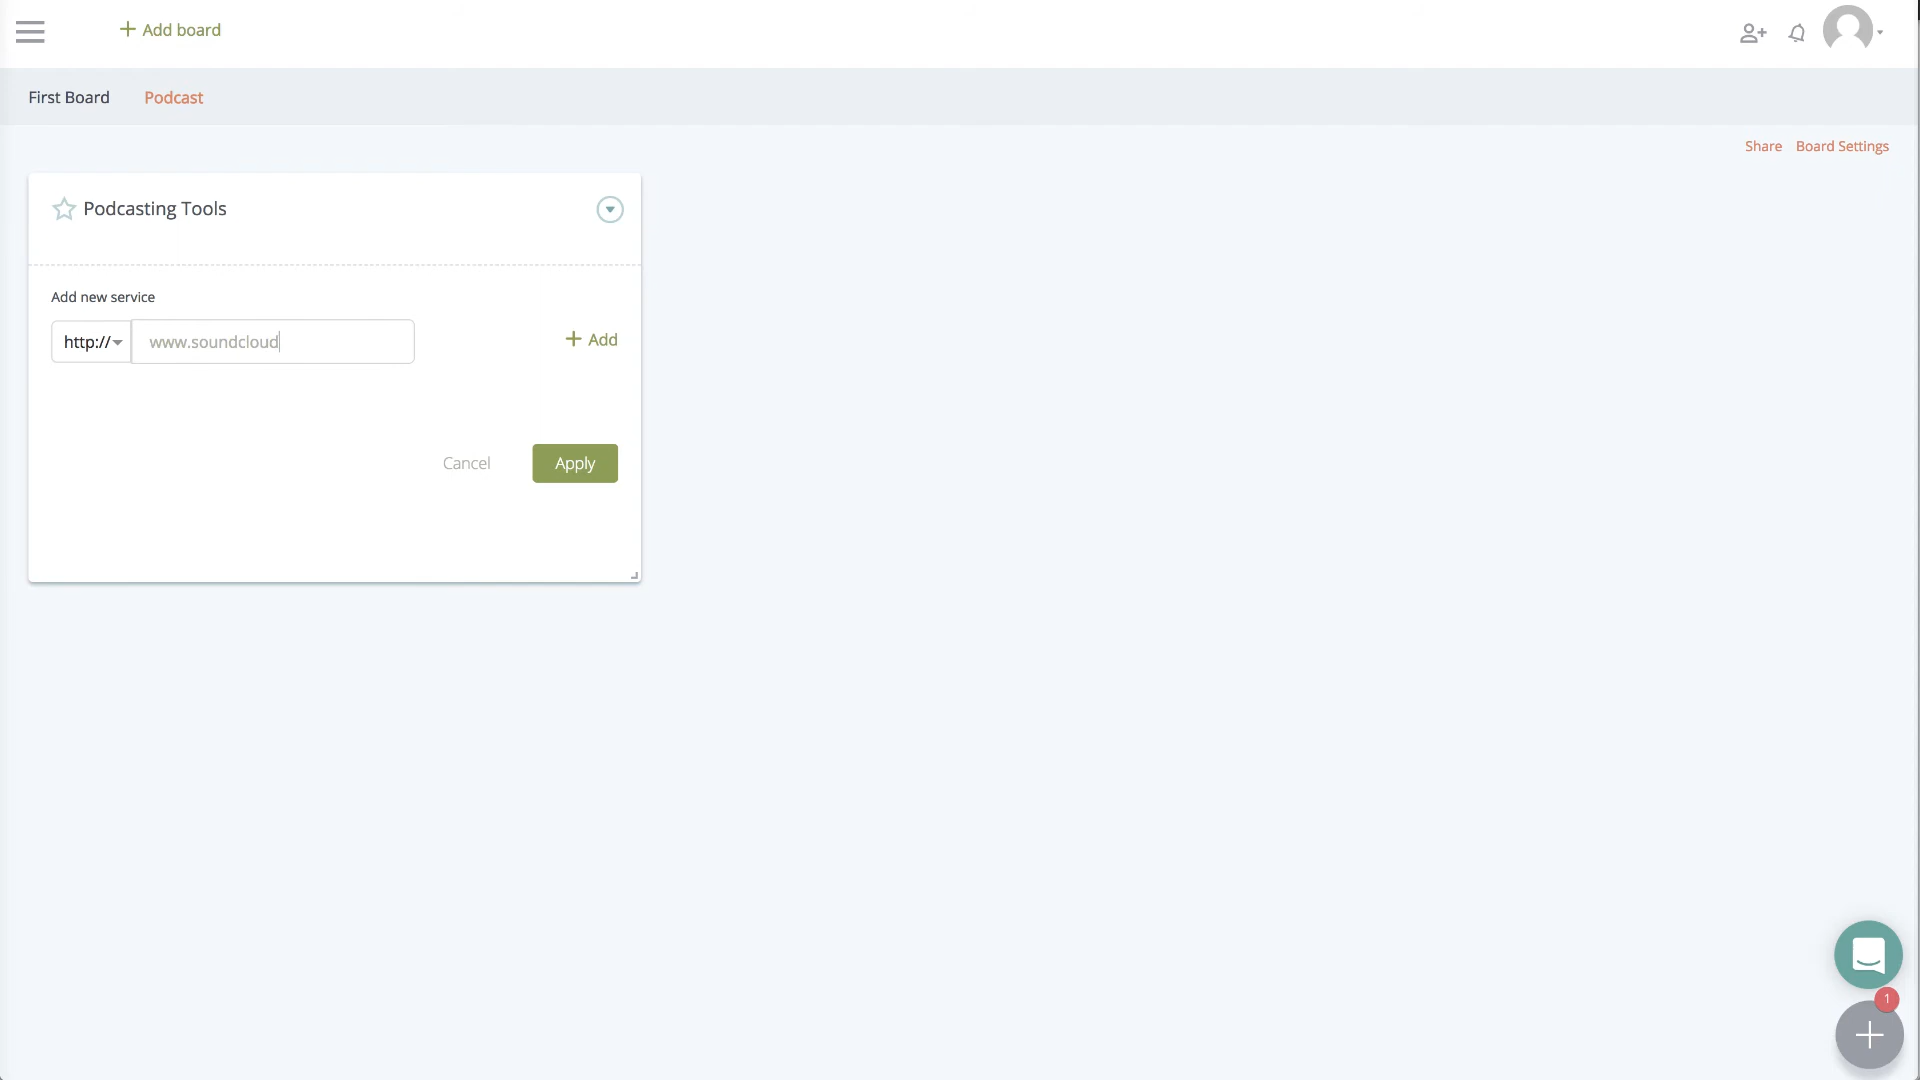 Add board
First Board
Podcast
Share
Board Settings
Podcasting Tools
Add new service
http://
www.soundcloud
Add
Cancel
Apply
1